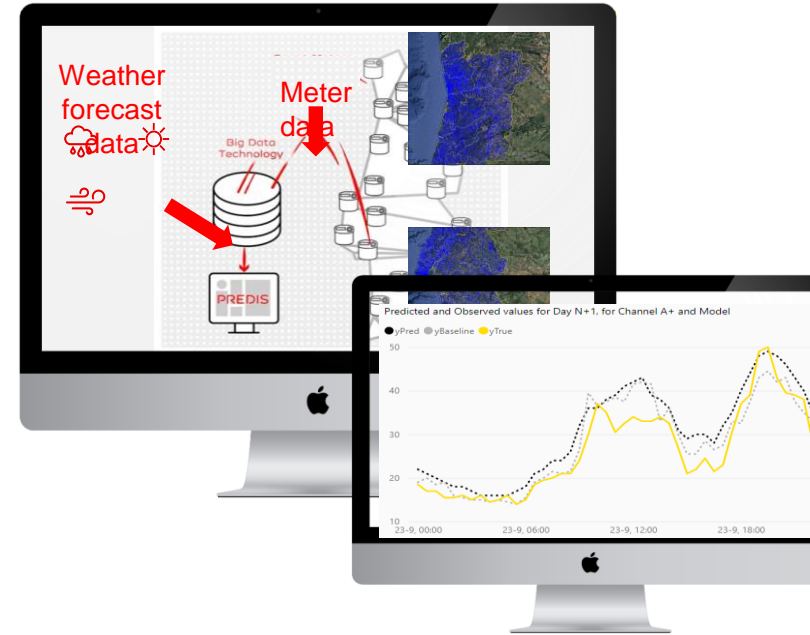 Weather
forecast
data
Meter
data
Big Data
Technology
PREDIS
Predicted and Observed values for Day N+1, for Channel A+ and Model
yPred yBaseline yTrue
50
40
30
20
10
23-9, 00:00 23-9, 06:00 23-9, 12:00 23-9, 18:00